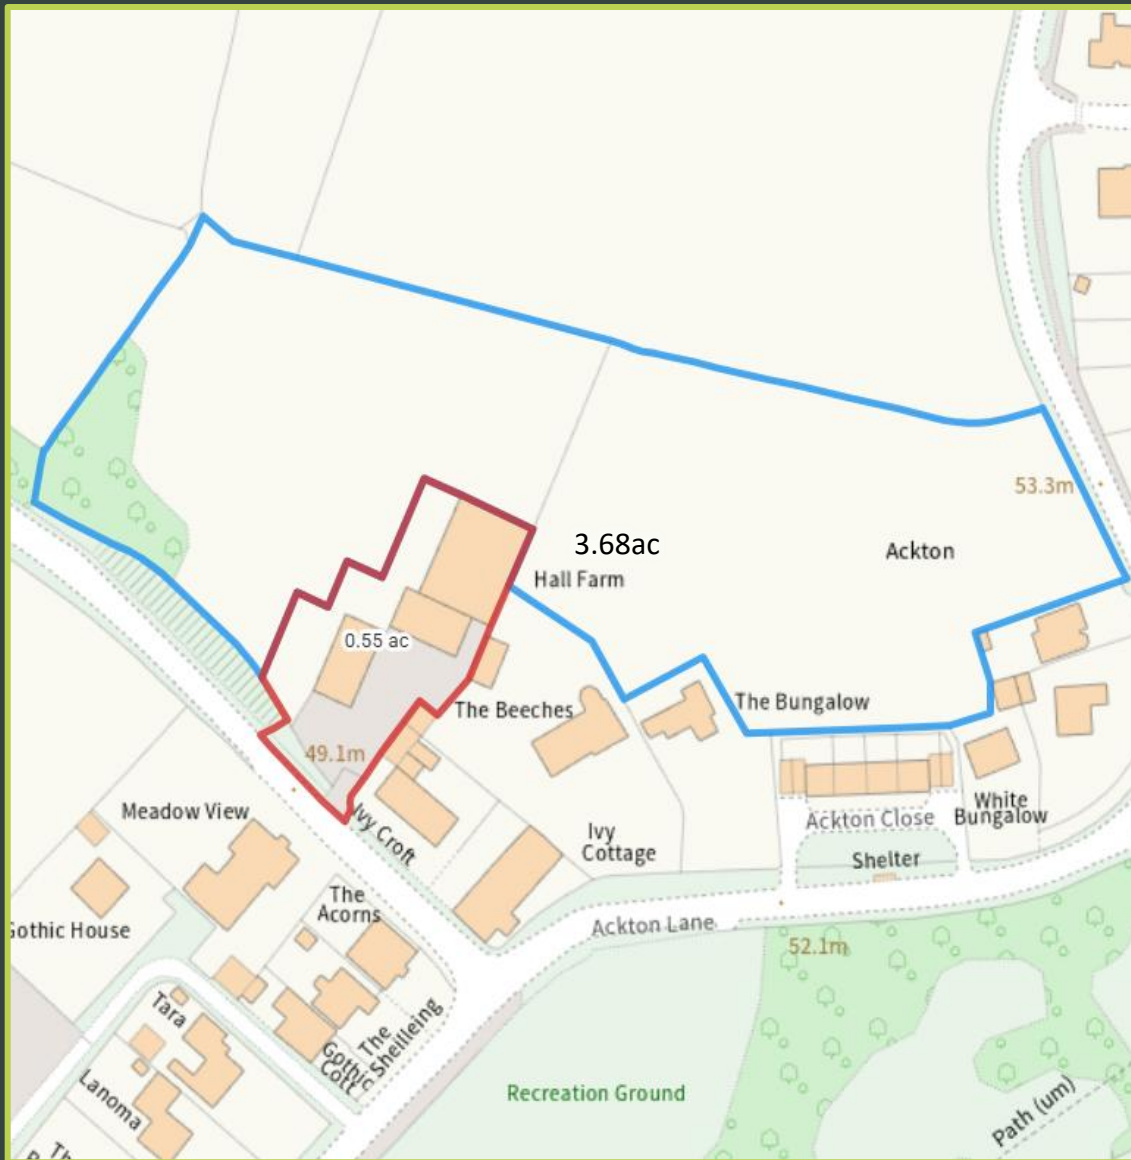 53.3m
3.68ac
Ackton
Hall Farm
0.55 ac
The Bungalow
The Beeches
49.1m
Meadow View
Ivy Croft
White
Bungalow
Ackton Close
Ivy
Cottage
Shelter
The
Acorns
Gothic House
Ackton Lane
52.1m
Tara
The
Sheilleing
Gothic
Cott
Lanoma
Recreation Ground
Path (um)
Th